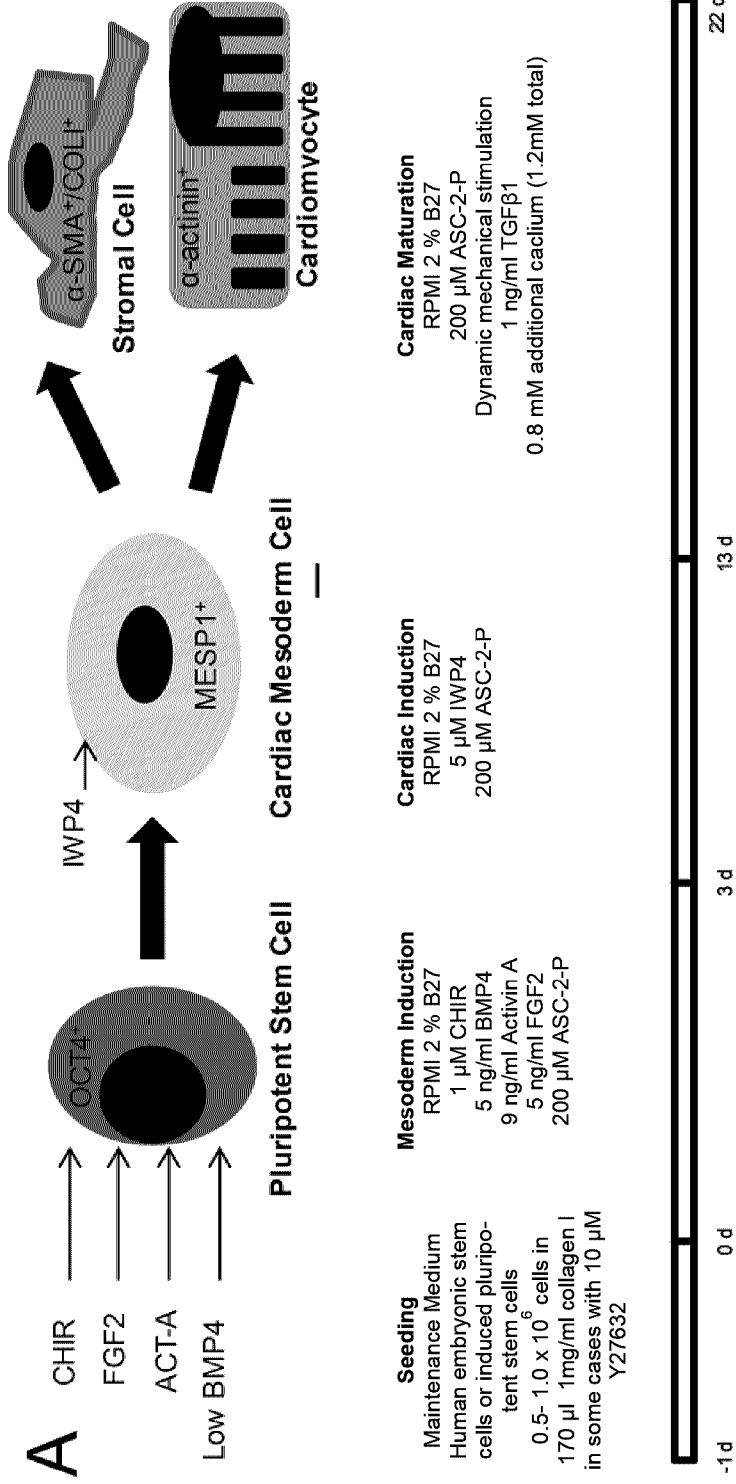 A
CHIR
FGF2
ACT-A
Low BMP4
OCT4⁺
Pluripotent Stem Cell
IWP4
MESP1⁺
Cardiac Mesoderm Cell
α-SMA⁺/COLI⁺
Stromal Cell
α-actinin⁺
Cardiomyocyte
Seeding
Maintenance Medium
Human embryonic stem
cells or induced pluripo-
tent stem cells
0.5- 1.0 x 10⁶ cells in
170 µl 1mg/ml collagen I
in some cases with 10 µM
Y27632
Mesoderm Induction
RPMI 2 % B27
1 µM CHIR
5 ng/ml BMP4
9 ng/ml Activin A
5 ng/ml FGF2
200 µM ASC-2-P
Cardiac Induction
RPMI 2 % B27
5 µM IWP4
200 µM ASC-2-P
Cardiac Maturation
RPMI 2 % B27
200 µM ASC-2-P
Dynamic mechanical stimulation
1 ng/ml TGFβ1
0.8 mM additional caclium (1.2mM total)
-1d
0 d
3 d
13 d
22 d